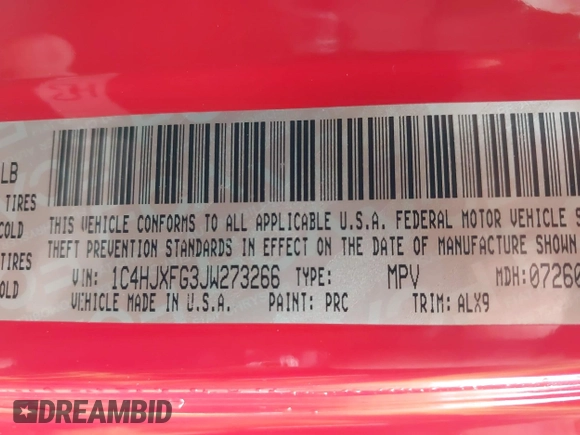 LB
TIRES
COLD
THIS VEHICLE CONFORMS TO ALL APPLICABLE U.S.A. FEDERAL MOTOR VEHICLE S
TIRES
THEFT PREVENTION STANDARDS IN EFFECT ON THE DATE OF MANUFACTURE SHOWN
COLD
VIN: 1C4HJXFG3JW273266 TYPE: MPV MDH: 07260
VEHICLE MADE IN U.S.A. PAINT: PRC TRIM: ALX9
DREAMBID